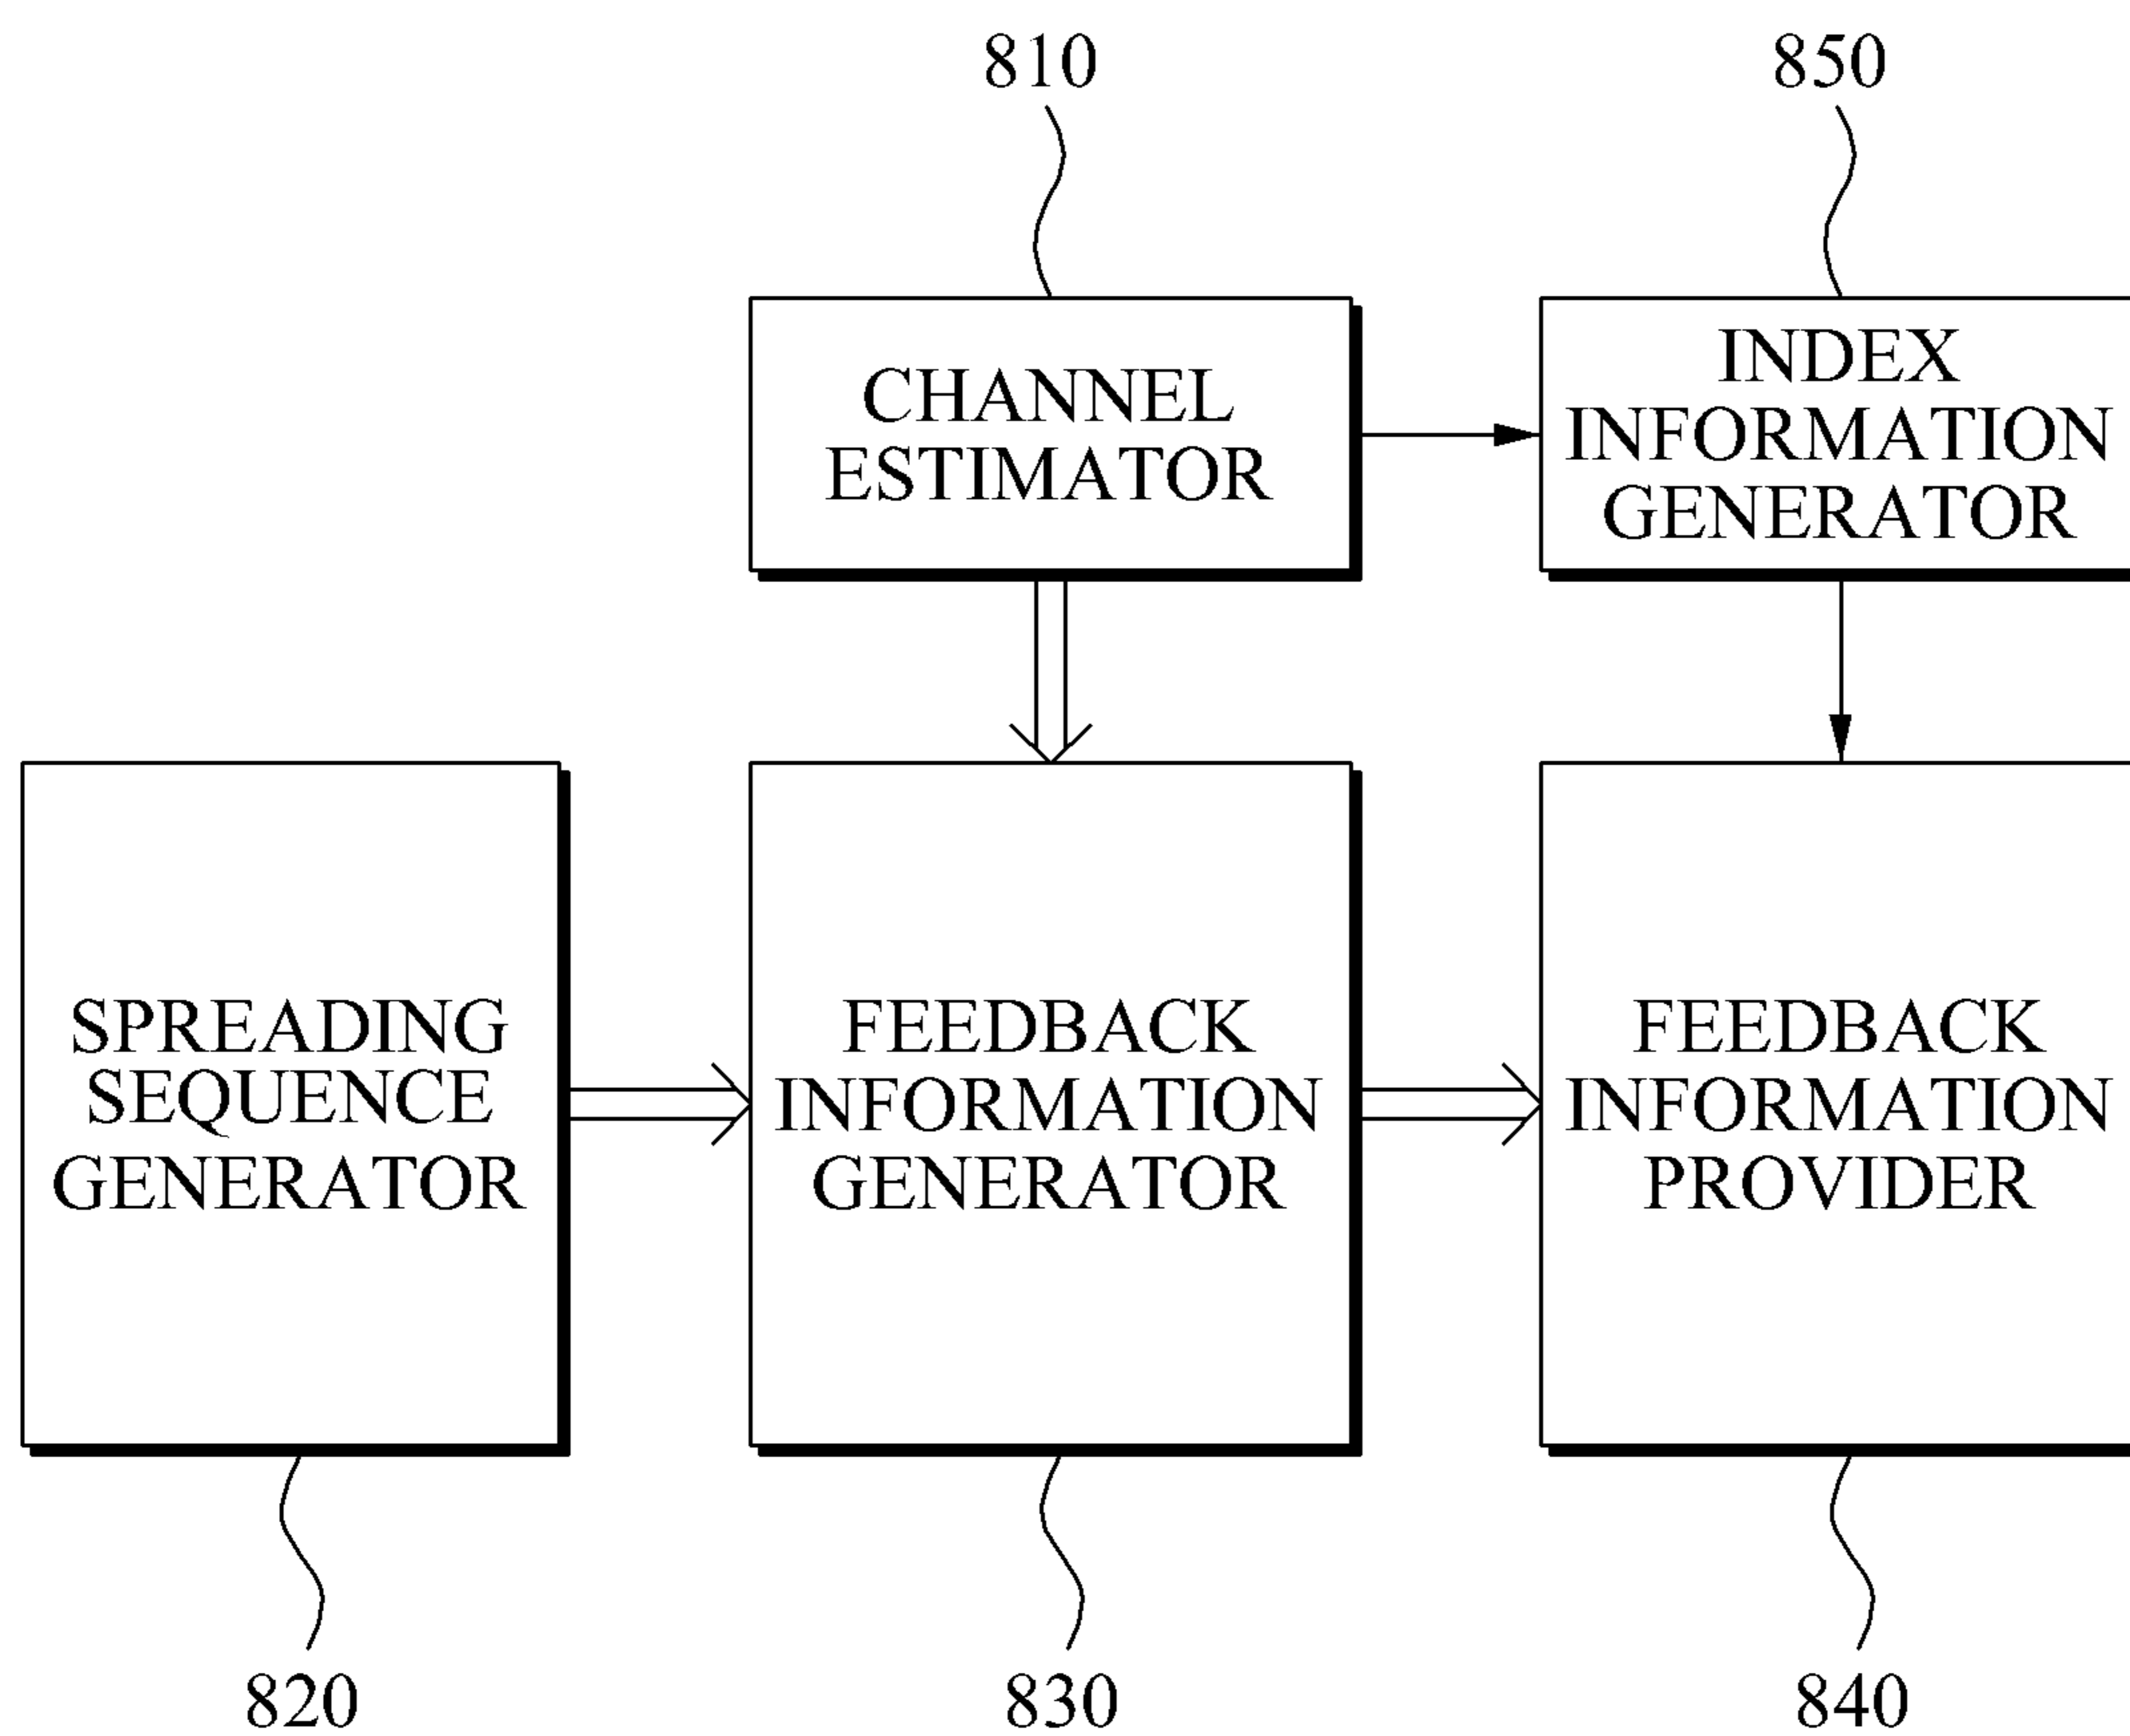 810
850
CHANNEL
ESTIMATOR
INDEX
INFORMATION
GENERATOR
SPREADING
SEQUENCE
GENERATOR
FEEDBACK
INFORMATION
GENERATOR
FEEDBACK
INFORMATION
PROVIDER
820
830
840